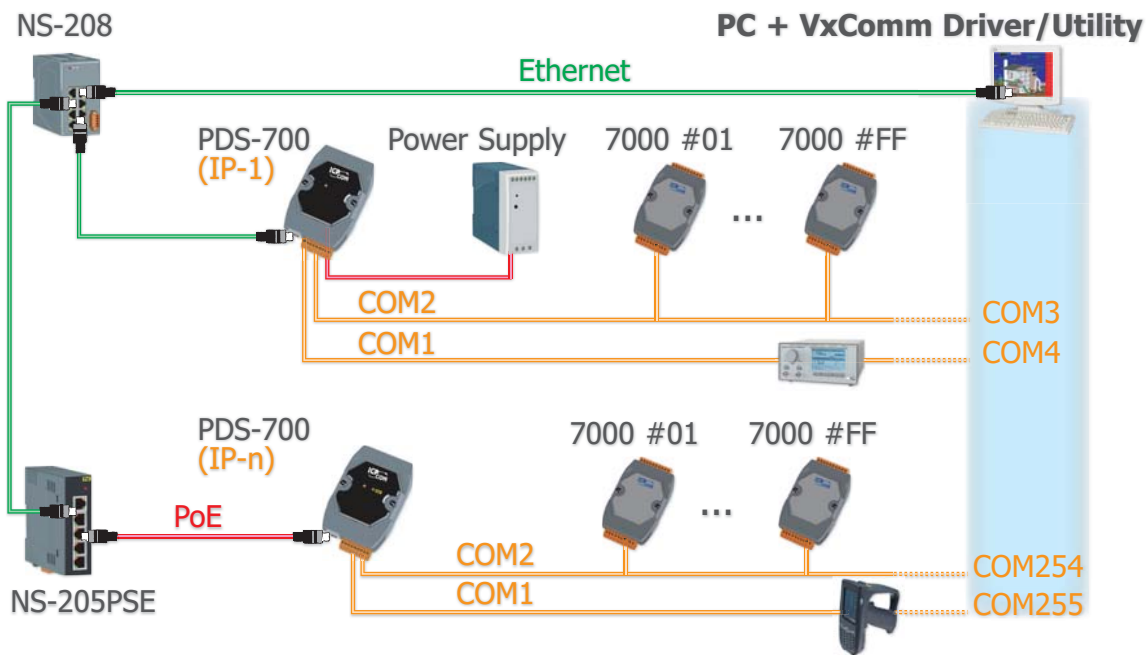 NS-208
PC + VxComm Driver/Utility
Ethernet
PDS-700
(IP-1)
Power Supply
7000 #01
7000 #FF
...
COM2
COM3
COM1
COM4
PDS-700
(IP-n)
7000 #01
7000 #FF
...
PoE
COM2
COM254
COM1
COM255
NS-205PSE